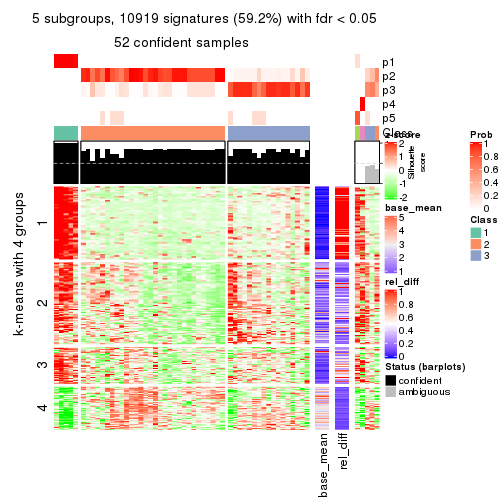 5 subgroups, 10919 signatures (59.2%) with fdr < 0.05
52 confident samples
p1
p2
p3
p4
p5
Class
Silhouette
score
k-means with 4 groups
1
2
3
4
base_mean
rel_diff
z-score
2
1
0
-1
-2
base_mean
5
4
3
2
1
rel_diff
1
0.8
0.6
0.4
0.2
0
Status (barplots)
confident
ambiguous
Prob
1
0.8
0.6
0.4
0.2
0
Class
1
2
3